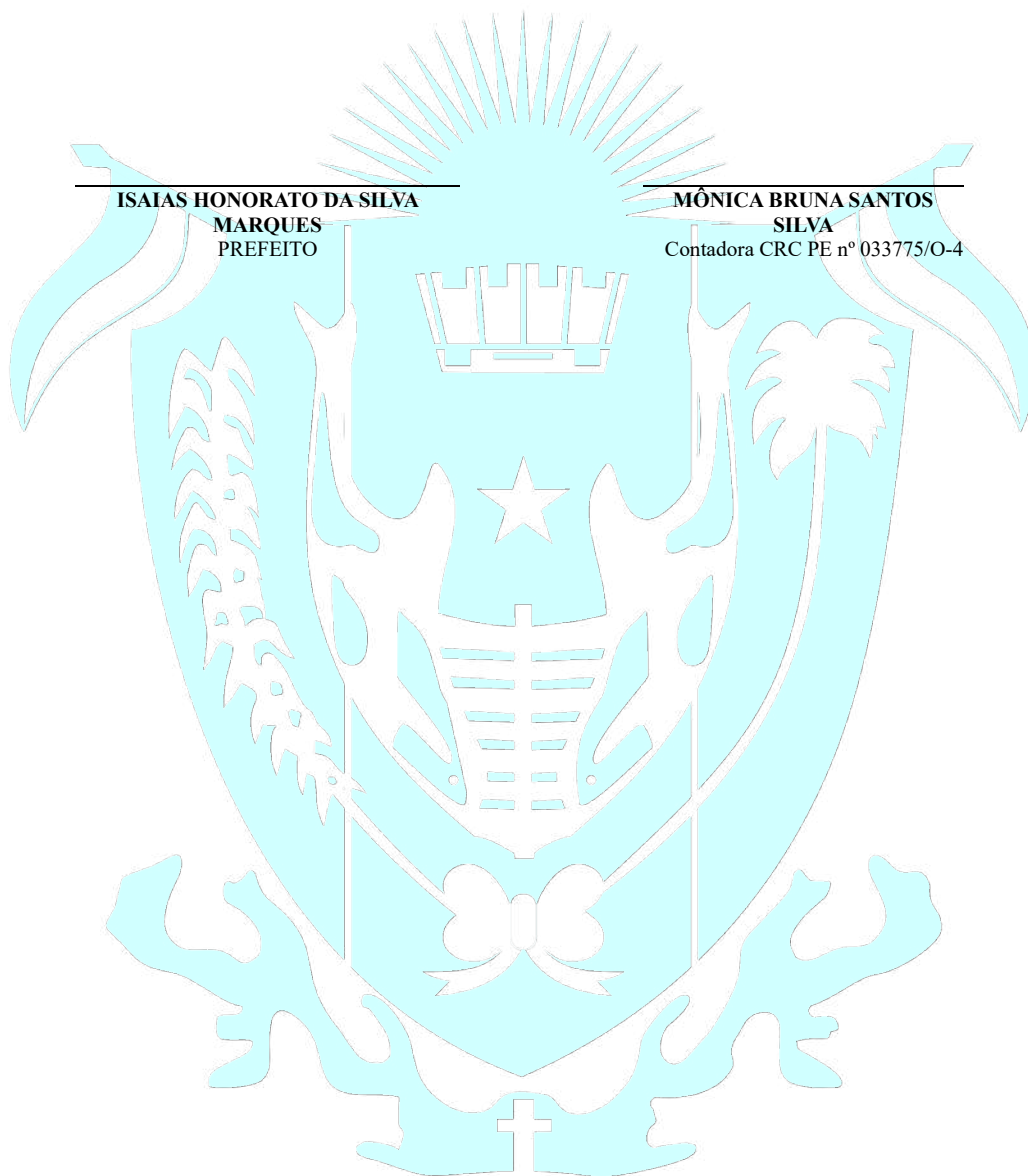 ISAIAS HONORATO DA SILVA
MARQUES
PREFEITO
MÔNICA BRUNA SANTOS
SILVA
Contadora CRC PE nº 033775/O-4